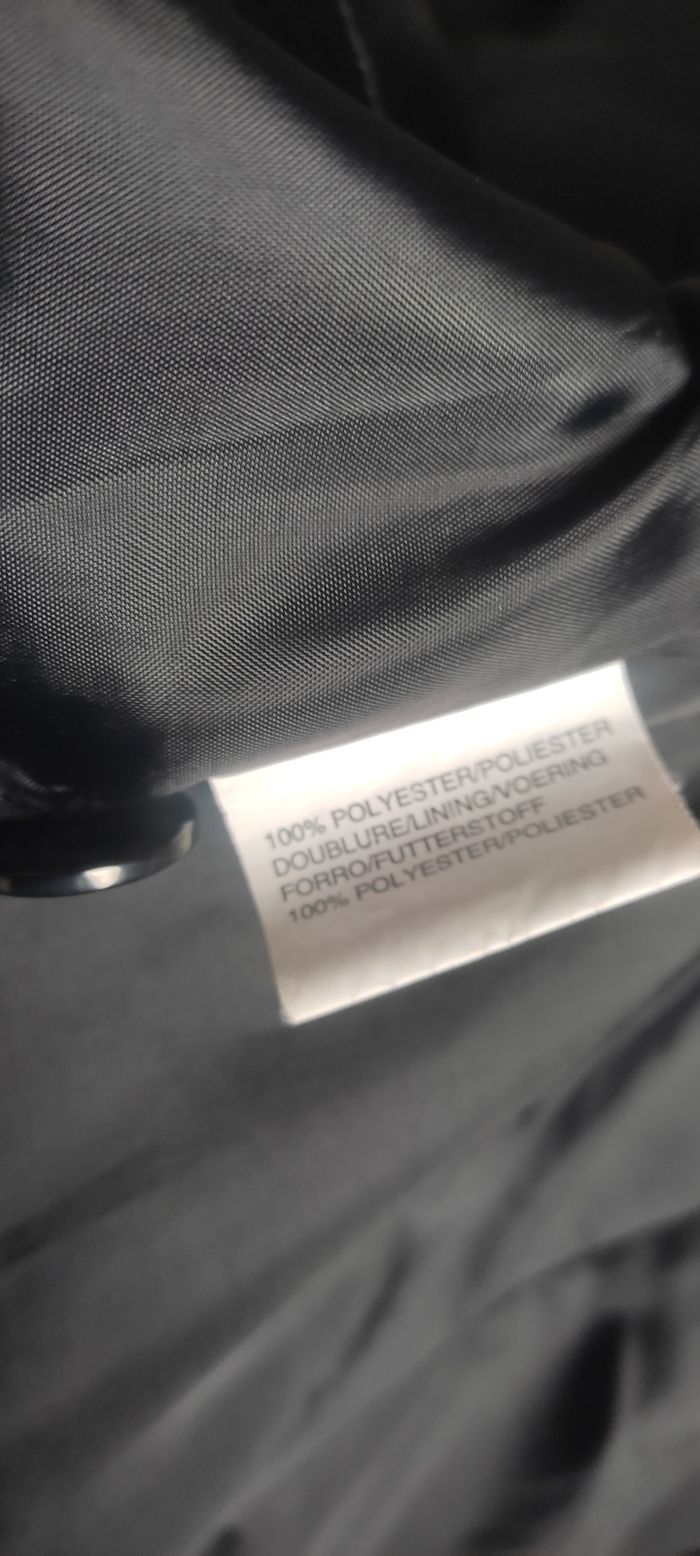 100% POLYESTER/POLIESTER
DOUBLURE/LINING/VOERING
FORRO/FUTTERSTOFF
100% POLYESTER/POLIESTER